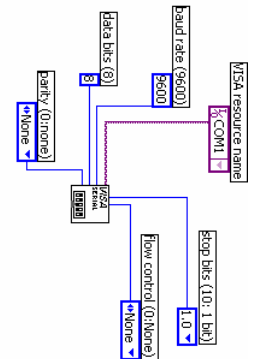 VISA resource name
I/O COM1
baud rate (9600)
9600
data bits (8)
8
parity (0:none)
None
VISA
SERIAL
stop bits (10: 1 bit)
1.0
flow control (0:None)
None